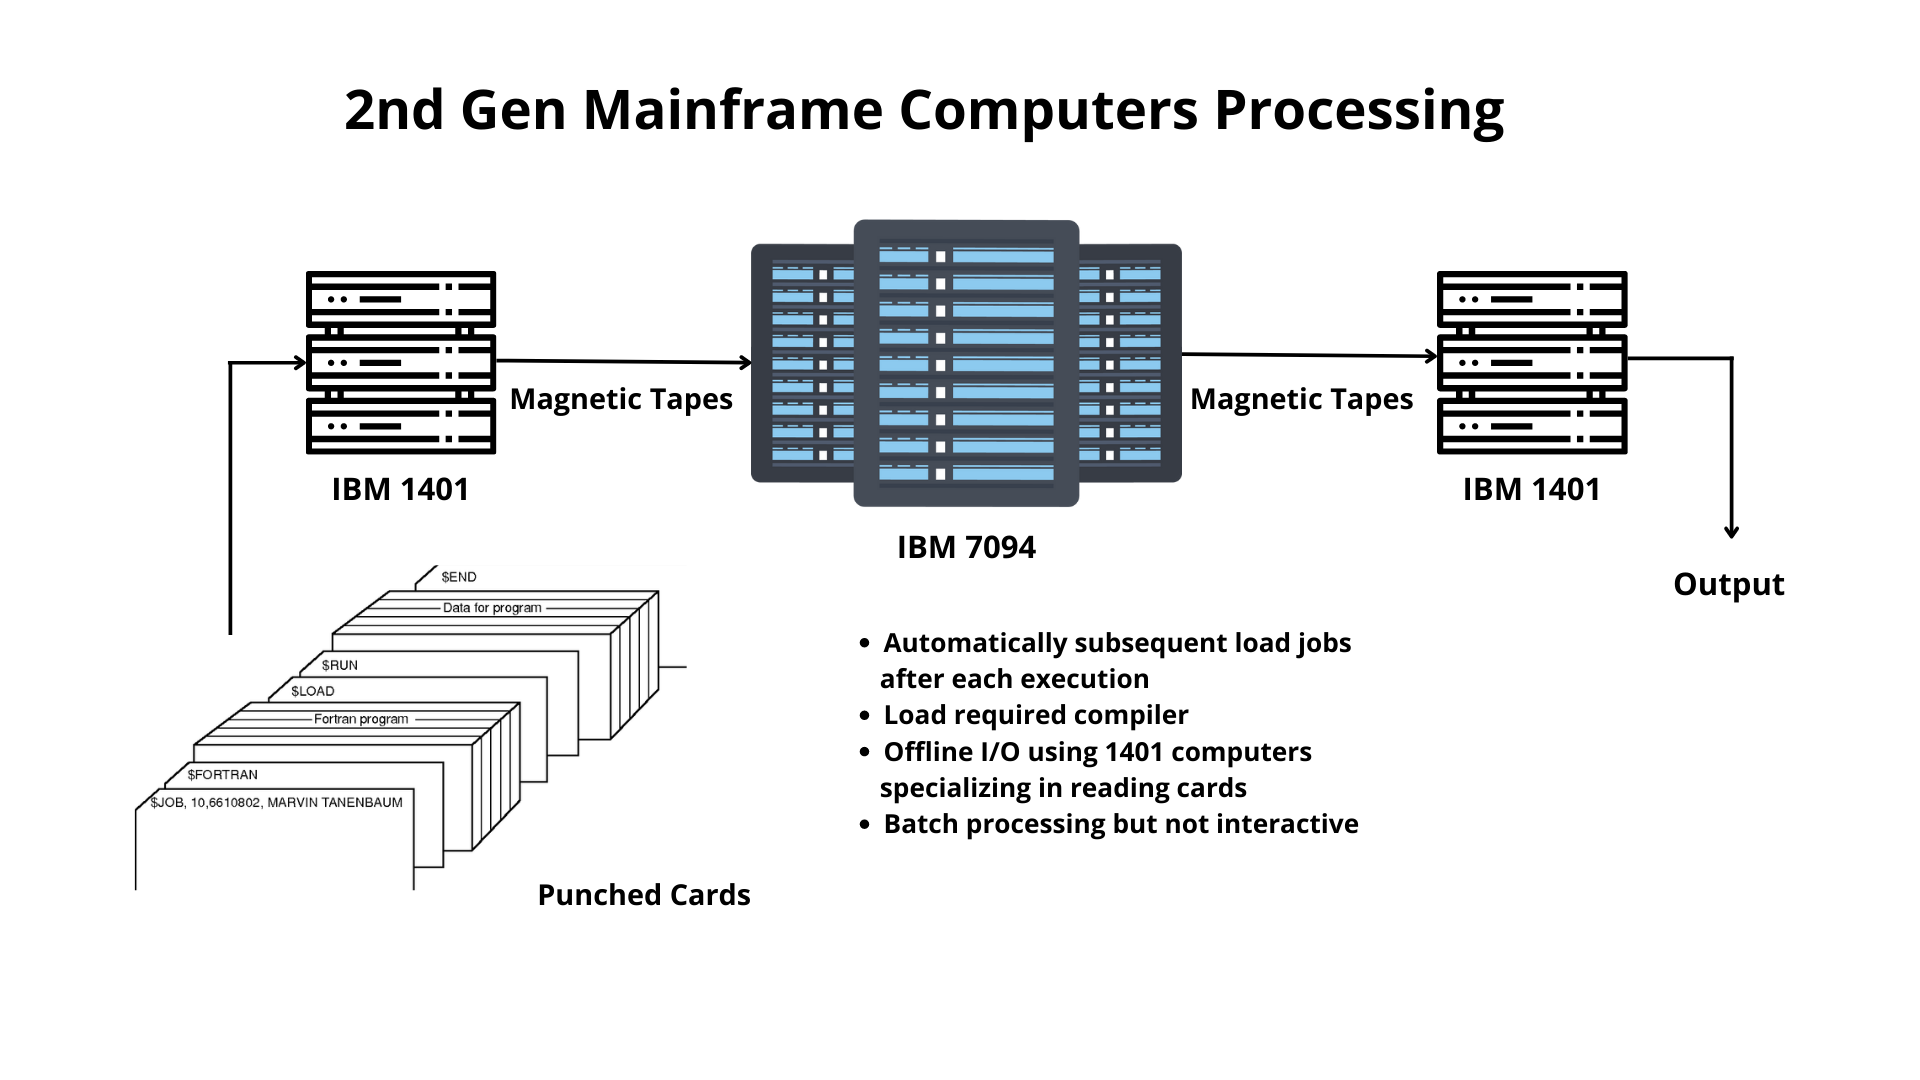 2nd Gen Mainframe Computers Processing
Magnetic Tapes
Magnetic Tapes
IBM 1401
IBM 1401
IBM 7094
Output
$END
Data for program
$RUN
$LOAD
Fortran program
$FORTRAN
$JOB, 10,6610802, MARVIN TANENBAUM
Punched Cards
• Automatically subsequent load jobs
after each execution
• Load required compiler
• Offline I/O using 1401 computers
specializing in reading cards
• Batch processing but not interactive